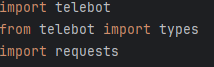 import telebot
from telebot import types
import requests